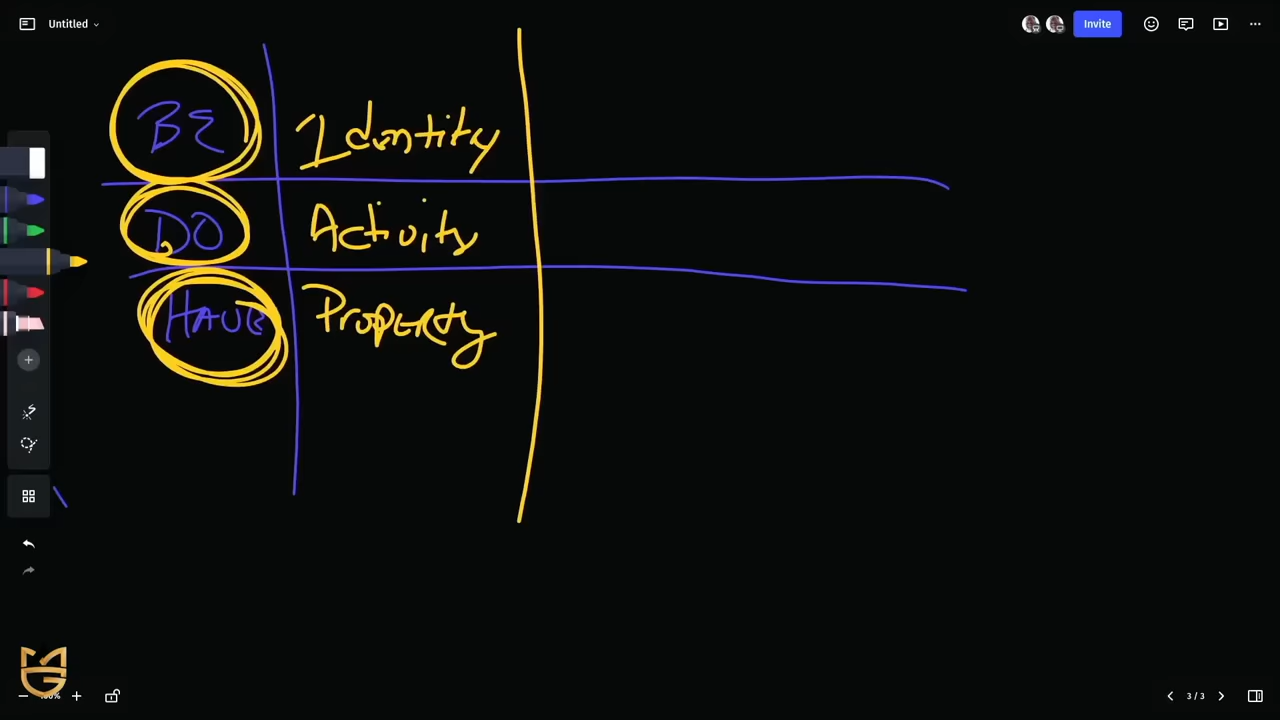 Untitled
Invite
BE Identity
DO Activity
HAVE Property
3 / 3